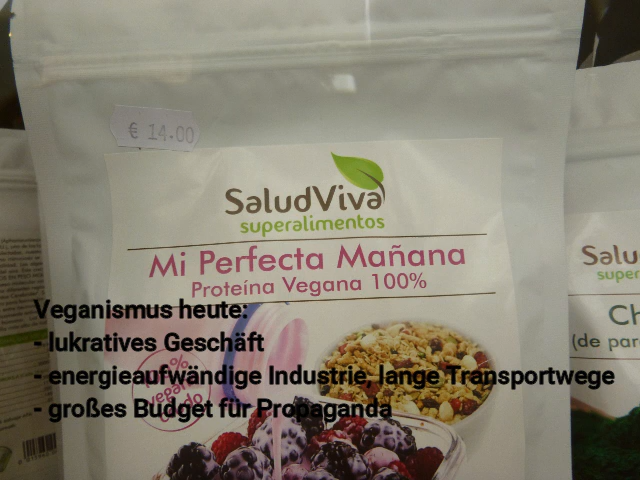 € 14.00
SaludViva
superalimentos
Mi Perfecta Mañana
Proteína Vegana 100%
Veganismus heute:
- lukratives Geschäft
- energieaufwändige Industrie, lange Transportwege
- großes Budget für Propaganda
Salu
super
Ch
(de par